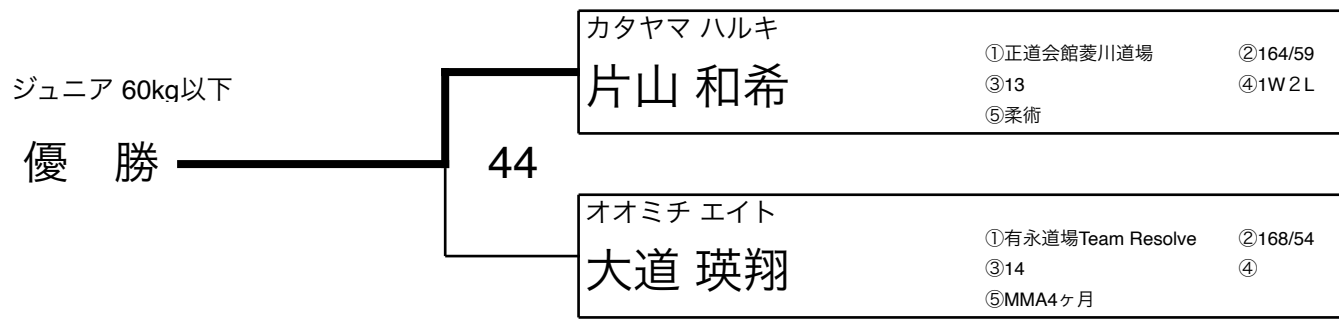 ジュニア 60kg以下
優　勝
44
カタヤマ ハルキ
片山 和希
①正道会館菱川道場 ②164/59
③13 ④1W２L
⑤柔術
オオミチ エイト
大道 瑛翔
①有永道場Team Resolve ②168/54
③14 ④
⑤MMA4ヶ月